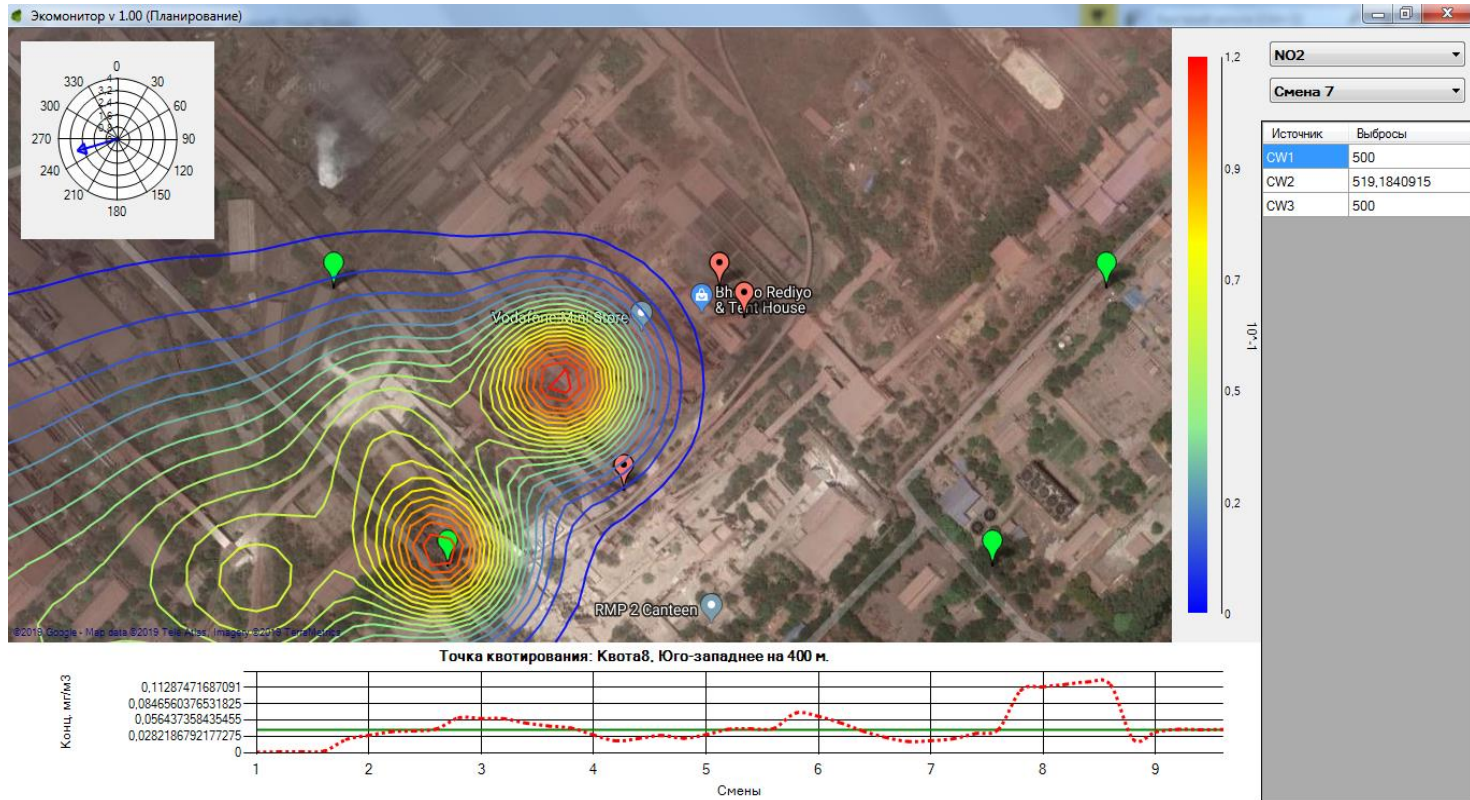 Экомонитор v 1.00 (Планирование)
0
30
60
90
120
150
180
210
240
270
300
330
4
3.2
2.4
1.6
0.8
Vodafone Mini Store
Rediyo
& Tent House
RMP 2 Canteen
©2019 Google - Map data ©2019 Tele Atlas, Imagery ©2019 TerraMetrics
1,2
0,9
0,7
0,5
0,2
0
10^-1
NO2
Смена 7
Источник Выбросы
CW1 500
CW2 519,1840915
CW3 500
Точка квотирования: Квота8, Юго-западнее на 400 м.
Конц, мг/м3
0,11287471687091
0,0846560376531825
0,056437358435455
0,0282186792177275
0
1 2 3 4 5 6 7 8 9
Смены